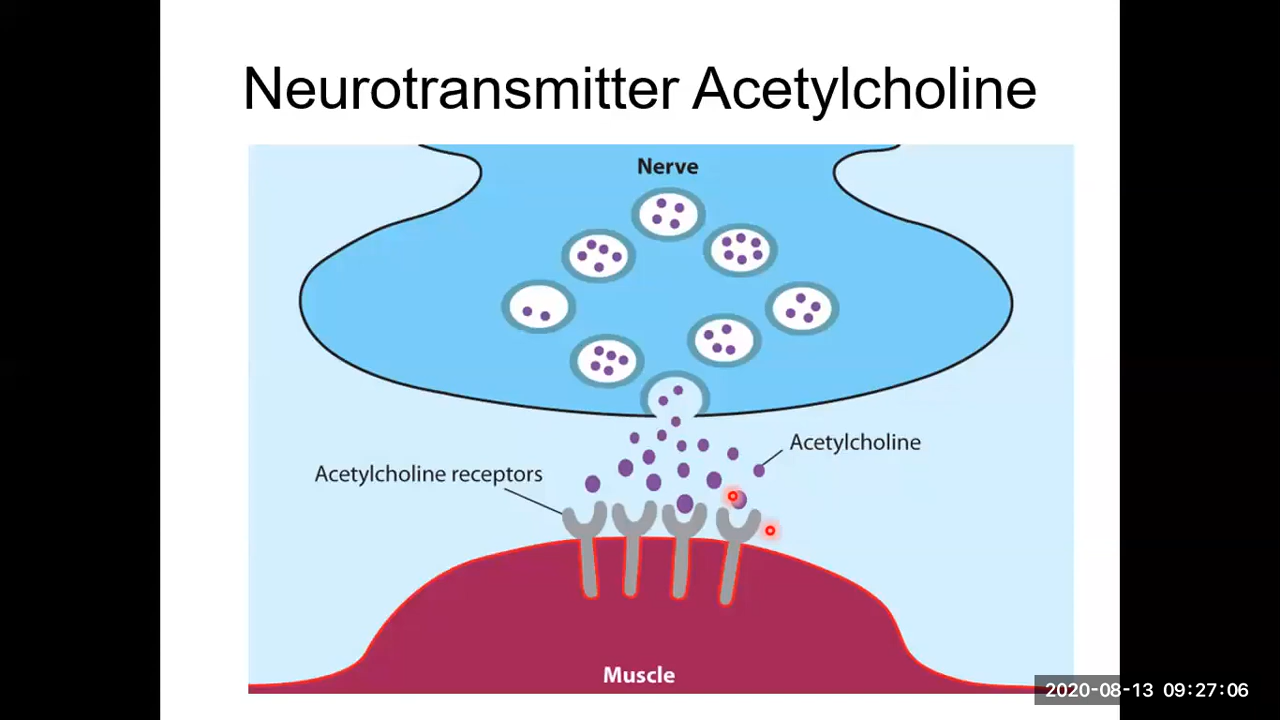 Neurotransmitter Acetylcholine
Nerve
Acetylcholine
Acetylcholine receptors
Muscle
2020-08-13 09:27:06